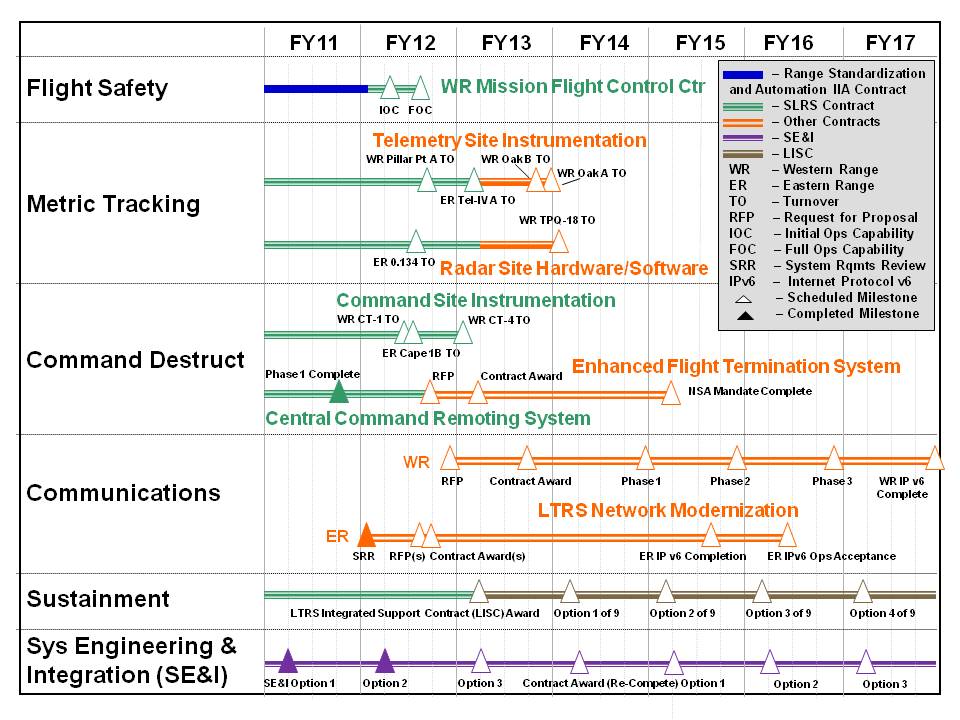 FY11 FY12 FY13 FY14 FY15 FY16 FY17
Flight Safety
WR Mission Flight Control Ctr
IOC FOC
– Range Standardization
and Automation IIA Contract
– SLRS Contract
– Other Contracts
– SE&I
– LISC
WR – Western Range
ER – Eastern Range
TO – Turnover
RFP – Request for Proposal
IOC – Initial Ops Capability
FOC – Full Ops Capability
SRR – System Rqmts Review
IPv6 – Internet Protocol v6
– Scheduled Milestone
– Completed Milestone
Metric Tracking
Telemetry Site Instrumentation
WR Pillar Pt A TO WR Oak B TO
WR Oak A TO
ER Tel-IV A TO
WR TPQ-18 TO
ER 0.134 TO
Radar Site Hardware/Software
Command Destruct
Command Site Instrumentation
WR CT-1 TO WR CT-4 TO
ER Cape 1B TO
Enhanced Flight Termination System
Phase 1 Complete RFP Contract Award
NSA Mandate Complete
Central Command Remoting System
Communications
WR
RFP Contract Award Phase 1 Phase 2 Phase 3 WR IP v6
Complete
LTRS Network Modernization
ER
SRR RFP(s) Contract Award(s) ER IP v6 Completion ER IPv6 Ops Acceptance
Sustainment
LTRS Integrated Support Contract (LISC) Award Option 1 of 9 Option 2 of 9 Option 3 of 9 Option 4 of 9
Sys Engineering &
Integration (SE&I)
SE&I Option 1 Option 2 Option 3 Contract Award (Re-Compete) Option 1 Option 2 Option 3